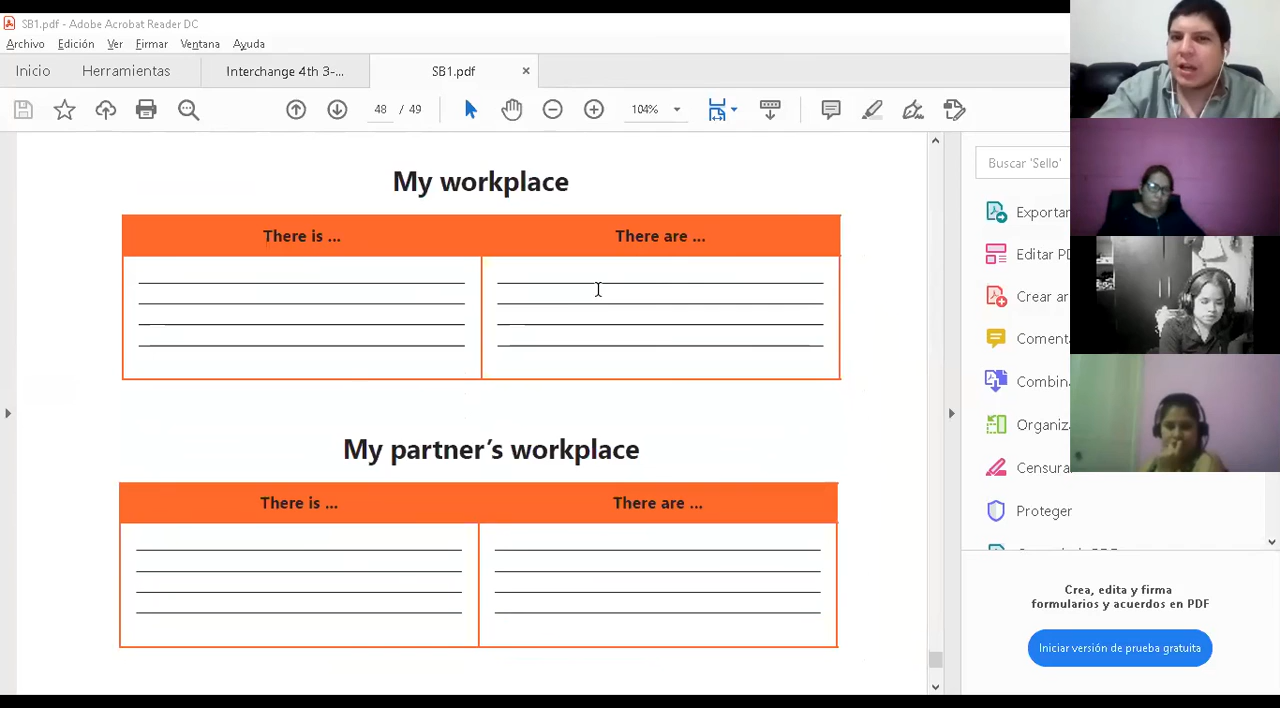 SB1.pdf - Adobe Acrobat Reader DC
Archivo Edición Ver Firmar Ventana Ayuda
Inicio Herramientas Interchange 4th 3-... SB1.pdf ×
48 / 49 104%
My workplace
There is ... There are ...
My partner's workplace
There is ... There are ...
Buscar 'Sello'
Exportar
Editar PD
Crear ar
Coment
Combin
Organiz
Censura
Proteger
Crea, edita y firma
formularios y acuerdos en PDF
Iniciar versión de prueba gratuita